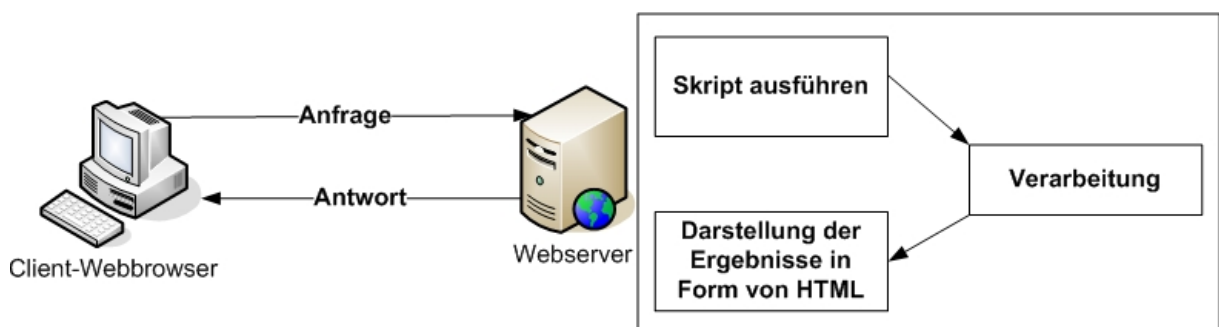 Anfrage
Antwort
Client-Webbrowser
Webserver
Skript ausführen
Verarbeitung
Darstellung der
Ergebnisse in
Form von HTML